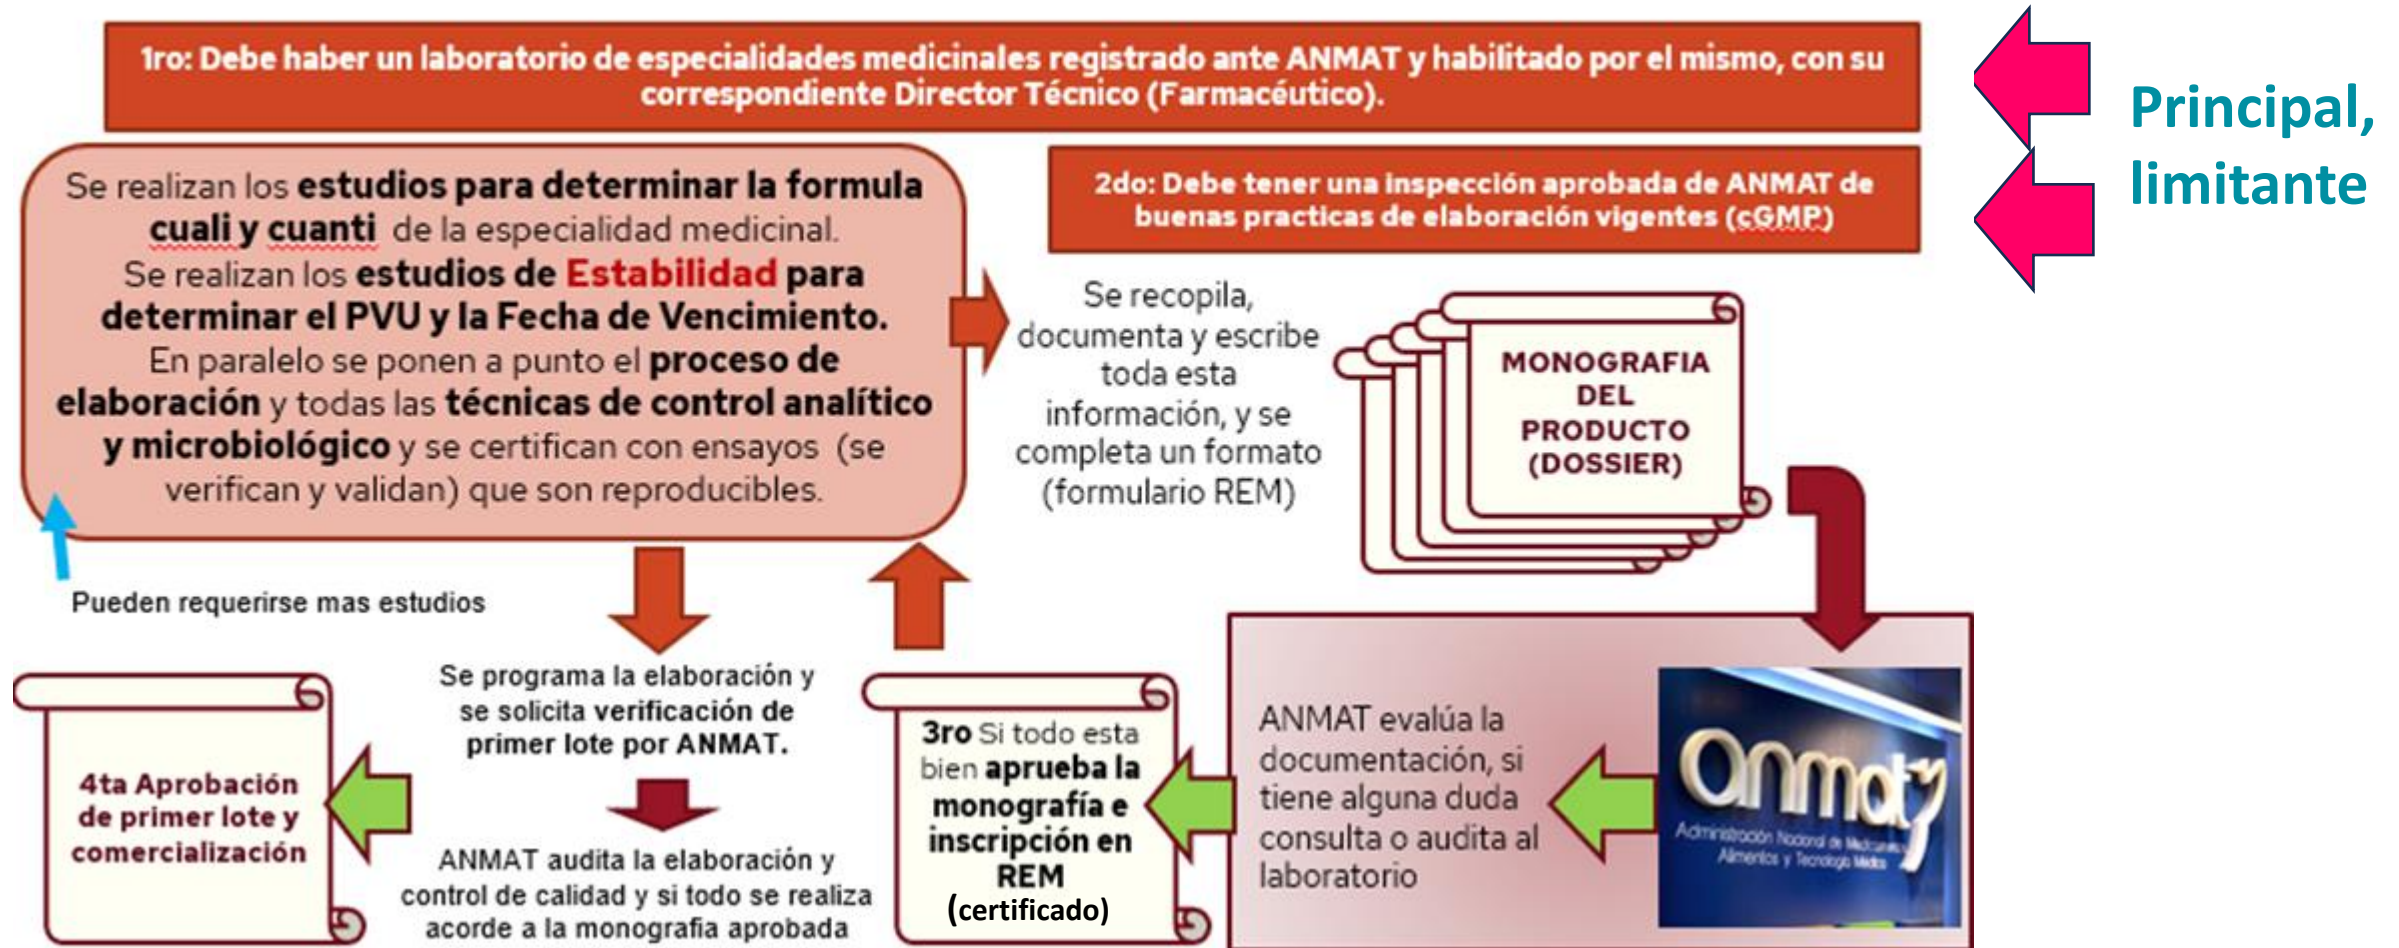 1ro: Debe haber un laboratorio de especialidades medicinales registrado ante ANMAT y habilitado por el mismo, con su
correspondiente Director Técnico (Farmacéutico).
Principal,
limitante
2do: Debe tener una inspección aprobada de ANMAT de
buenas practicas de elaboración vigentes (cGMP)
Se realizan los estudios para determinar la formula
cuali y cuanti de la especialidad medicinal.
Se realizan los estudios de Estabilidad para
determinar el PVU y la Fecha de Vencimiento.
En paralelo se ponen a punto el proceso de
elaboración y todas las técnicas de control analítico
y microbiológico y se certifican con ensayos (se
verifican y validan) que son reproducibles.
Pueden requerirse mas estudios
Se recopila,
documenta y escribe
toda esta
información, y se
completa un formato
(formulario REM)
MONOGRAFIA
DEL
PRODUCTO
(DOSSIER)
anmat
Administración Nacional de Medicamentos
Alimentos y Tecnología Médica
ANMAT evalúa la
documentación, si
tiene alguna duda
consulta o audita al
laboratorio
3ro Si todo esta
bien aprueba la
monografía e
inscripción en
REM
(certificado)
Se programa la elaboración y
se solicita verificación de
primer lote por ANMAT.
ANMAT audita la elaboración y
control de calidad y si todo se realiza
acorde a la monografia aprobada
4ta Aprobación
de primer lote y
comercialización